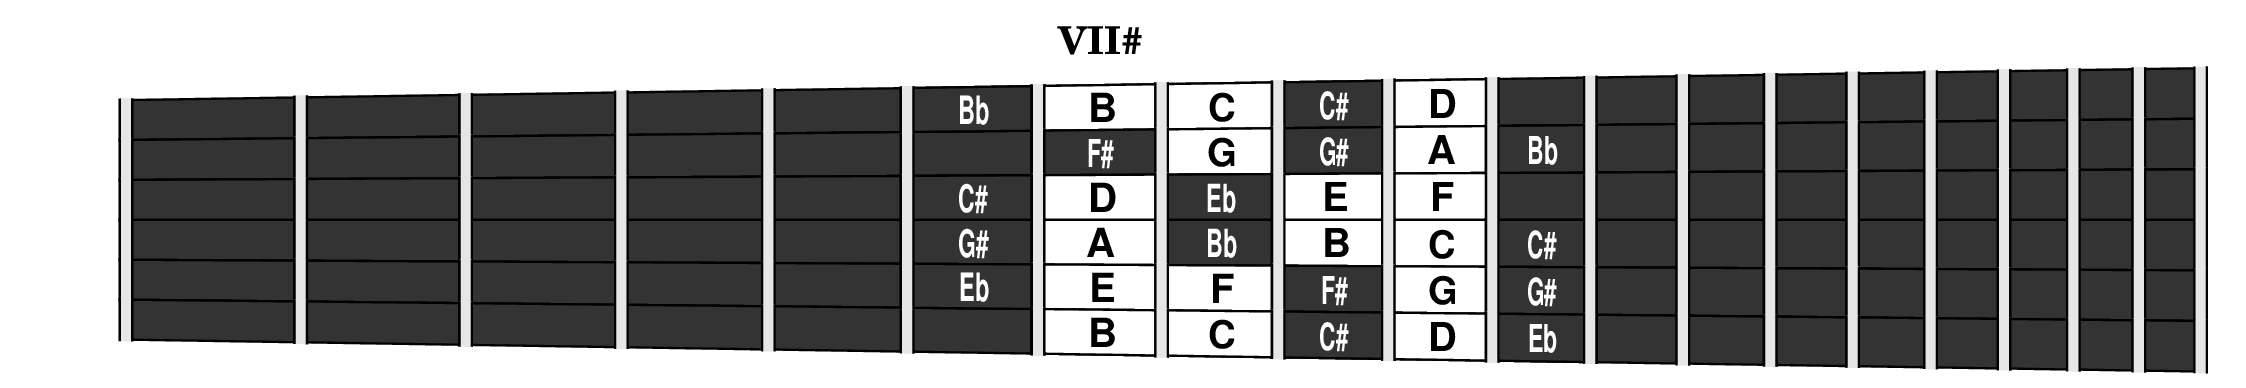 VII#
Bb B C C# D
F# G G# A Bb
C# D Eb E F
G# A Bb B C C#
Eb E F F# G G#
B C C# D Eb